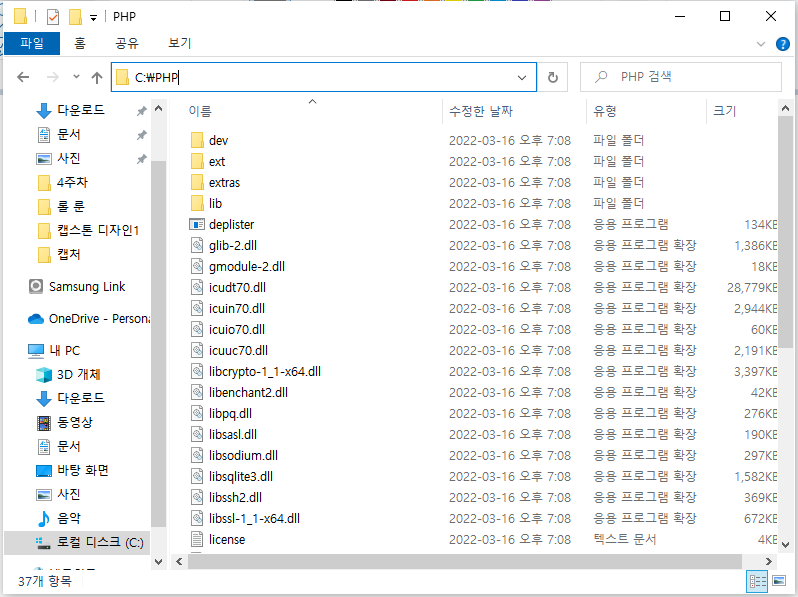 PHP
파일 홈 공유 보기
C:\PHP PHP 검색
다운로드
문서
사진
4주차
롤 룬
캡스톤 디자인1
캡처
Samsung Link
OneDrive - Persona
내 PC
3D 개체
다운로드
동영상
문서
바탕 화면
사진
음악
로컬 디스크 (C:)
이름 수정한 날짜 유형 크기
dev 2022-03-16 오후 7:08 파일 폴더
ext 2022-03-16 오후 7:08 파일 폴더
extras 2022-03-16 오후 7:08 파일 폴더
lib 2022-03-16 오후 7:08 파일 폴더
deplister 2022-03-16 오후 7:08 응용 프로그램 134KB
glib-2.dll 2022-03-16 오후 7:08 응용 프로그램 확장 1,386KB
gmodule-2.dll 2022-03-16 오후 7:08 응용 프로그램 확장 18KB
icudt70.dll 2022-03-16 오후 7:08 응용 프로그램 확장 28,779KB
icuin70.dll 2022-03-16 오후 7:08 응용 프로그램 확장 2,944KB
icuio70.dll 2022-03-16 오후 7:08 응용 프로그램 확장 60KB
icuuc70.dll 2022-03-16 오후 7:08 응용 프로그램 확장 2,191KB
libcrypto-1_1-x64.dll 2022-03-16 오후 7:08 응용 프로그램 확장 3,397KB
libenchant2.dll 2022-03-16 오후 7:08 응용 프로그램 확장 42KB
libpq.dll 2022-03-16 오후 7:08 응용 프로그램 확장 276KB
libsasl.dll 2022-03-16 오후 7:08 응용 프로그램 확장 190KB
libsodium.dll 2022-03-16 오후 7:08 응용 프로그램 확장 297KB
libsqlite3.dll 2022-03-16 오후 7:08 응용 프로그램 확장 1,582KB
libssh2.dll 2022-03-16 오후 7:08 응용 프로그램 확장 369KB
libssl-1_1-x64.dll 2022-03-16 오후 7:08 응용 프로그램 확장 672KB
license 2022-03-16 오후 7:08 텍스트 문서 4KB
37개 항목